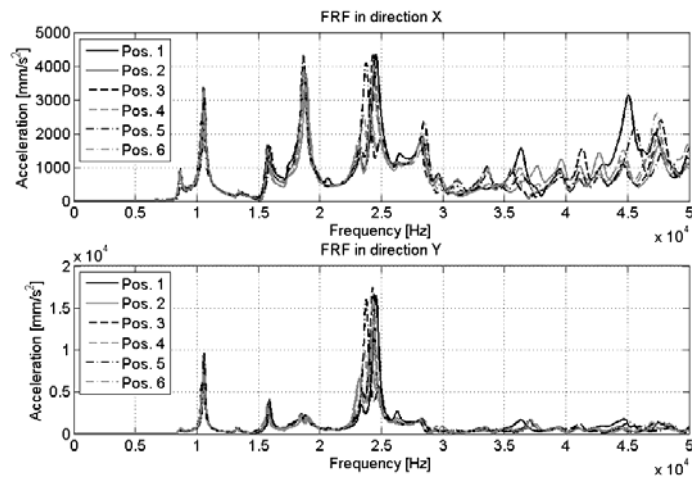 FRF in direction X
Acceleration [mm/s²]
5000
4000
3000
2000
1000
0
Pos. 1
Pos. 2
Pos. 3
Pos. 4
Pos. 5
Pos. 6
0 0.5 1 1.5 2 2.5 3 3.5 4 4.5 5
Frequency [Hz]
x 10⁴
FRF in direction Y
x 10⁴
Acceleration [mm/s²]
2
1.5
1
0.5
0
Pos. 1
Pos. 2
Pos. 3
Pos. 4
Pos. 5
Pos. 6
0 0.5 1 1.5 2 2.5 3 3.5 4 4.5 5
Frequency [Hz]
x 10⁴